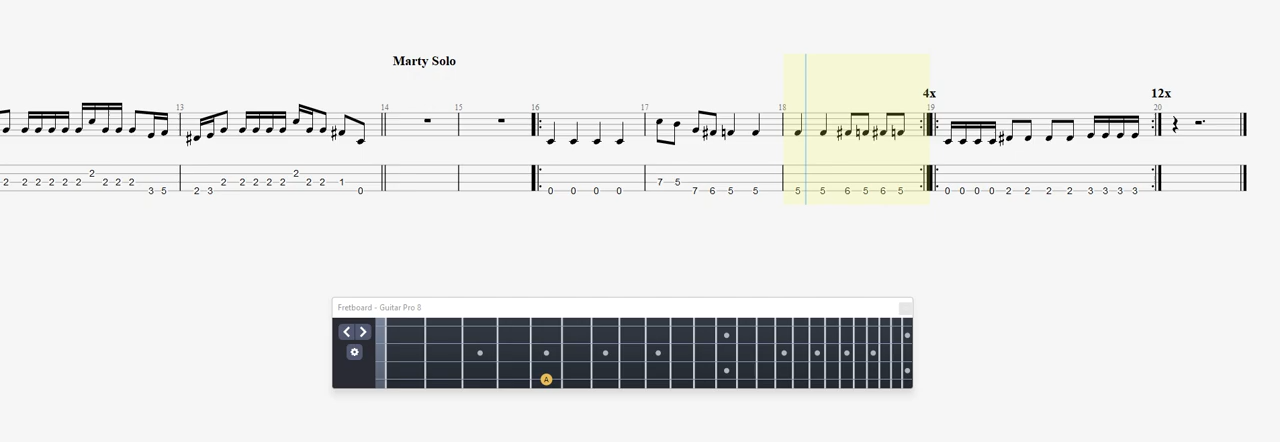 Marty Solo
4x 12x
13 14 15 16 17 18 19 20
2
2 2 2 2 2 2 2 2 2 2 2 2 2 2 2 2 2 2 1 7 5
3 5 2 3 0 0 0 0 0 7 6 5 5 5 5 6 5 6 5 0 0 0 0 2 2 2 2 3 3 3 3
Fretboard - Guitar Pro 8
A